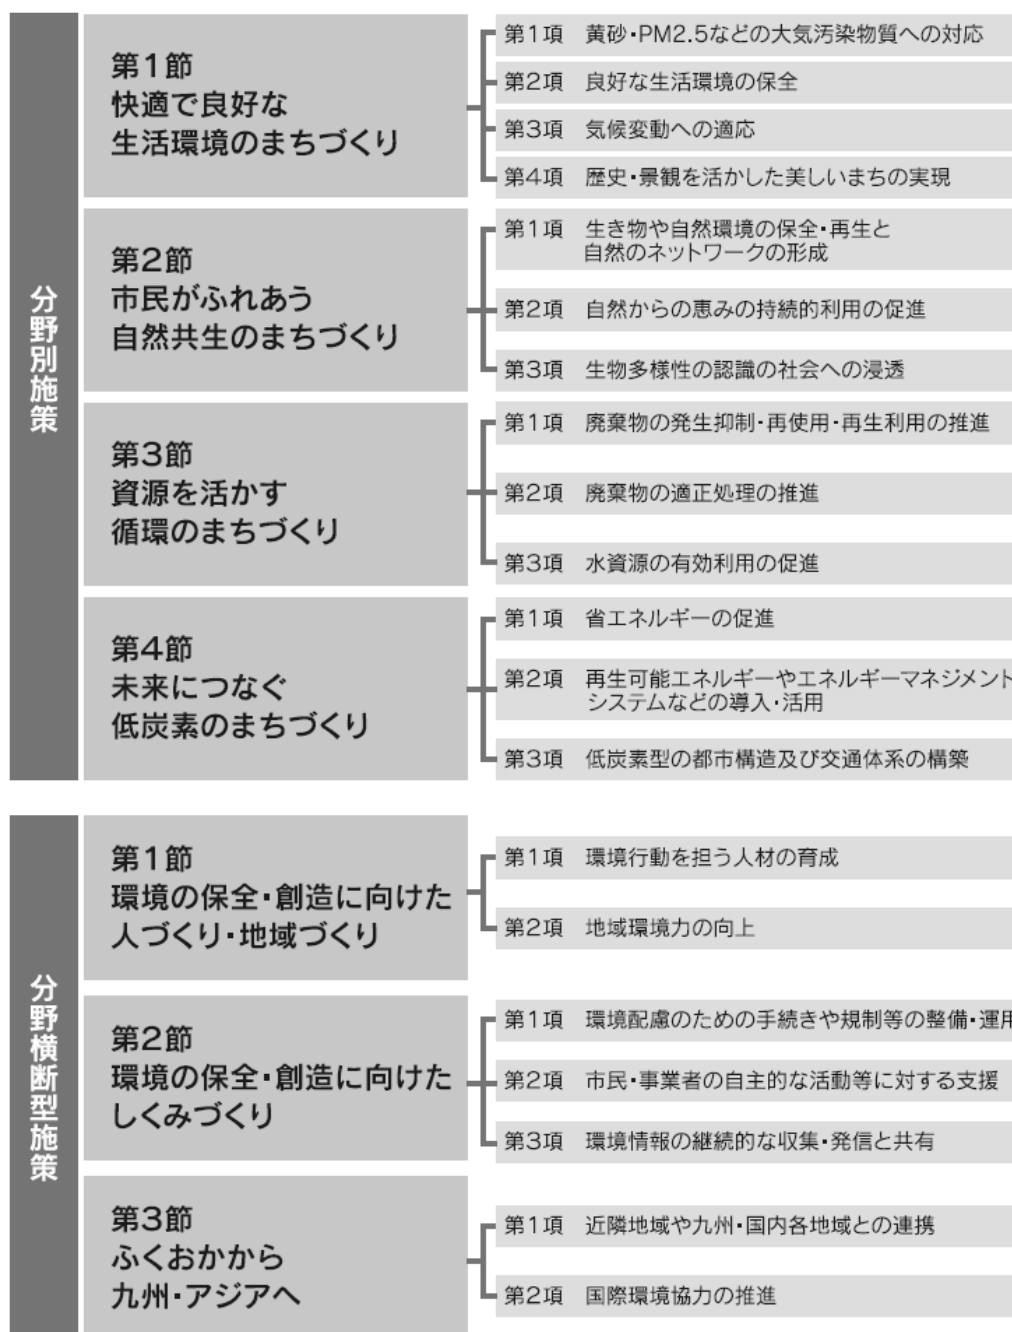 分野別施策
第1節
快適で良好な
生活環境のまちづくり
第1項 黄砂・PM2.5などの大気汚染物質への対応
第2項 良好な生活環境の保全
第3項 気候変動への適応
第4項 歴史・景観を活かした美しいまちの実現
第2節
市民がふれあう
自然共生のまちづくり
第1項 生き物や自然環境の保全・再生と
自然のネットワークの形成
第2項 自然からの恵みの持続的利用の促進
第3項 生物多様性の認識の社会への浸透
第3節
資源を活かす
循環のまちづくり
第1項 廃棄物の発生抑制・再使用・再生利用の推進
第2項 廃棄物の適正処理の推進
第3項 水資源の有効利用の促進
第4節
未来につなぐ
低炭素のまちづくり
第1項 省エネルギーの促進
第2項 再生可能エネルギーやエネルギーマネジメント
システムなどの導入・活用
第3項 低炭素型の都市構造及び交通体系の構築
分野横断型施策
第1節
環境の保全・創造に向けた
人づくり・地域づくり
第1項 環境行動を担う人材の育成
第2項 地域環境力の向上
第2節
環境の保全・創造に向けた
しくみづくり
第1項 環境配慮のための手続きや規制等の整備・運用
第2項 市民・事業者の自主的な活動等に対する支援
第3項 環境情報の継続的な収集・発信と共有
第3節
ふくおかから
九州・アジアへ
第1項 近隣地域や九州・国内各地域との連携
第2項 国際環境協力の推進